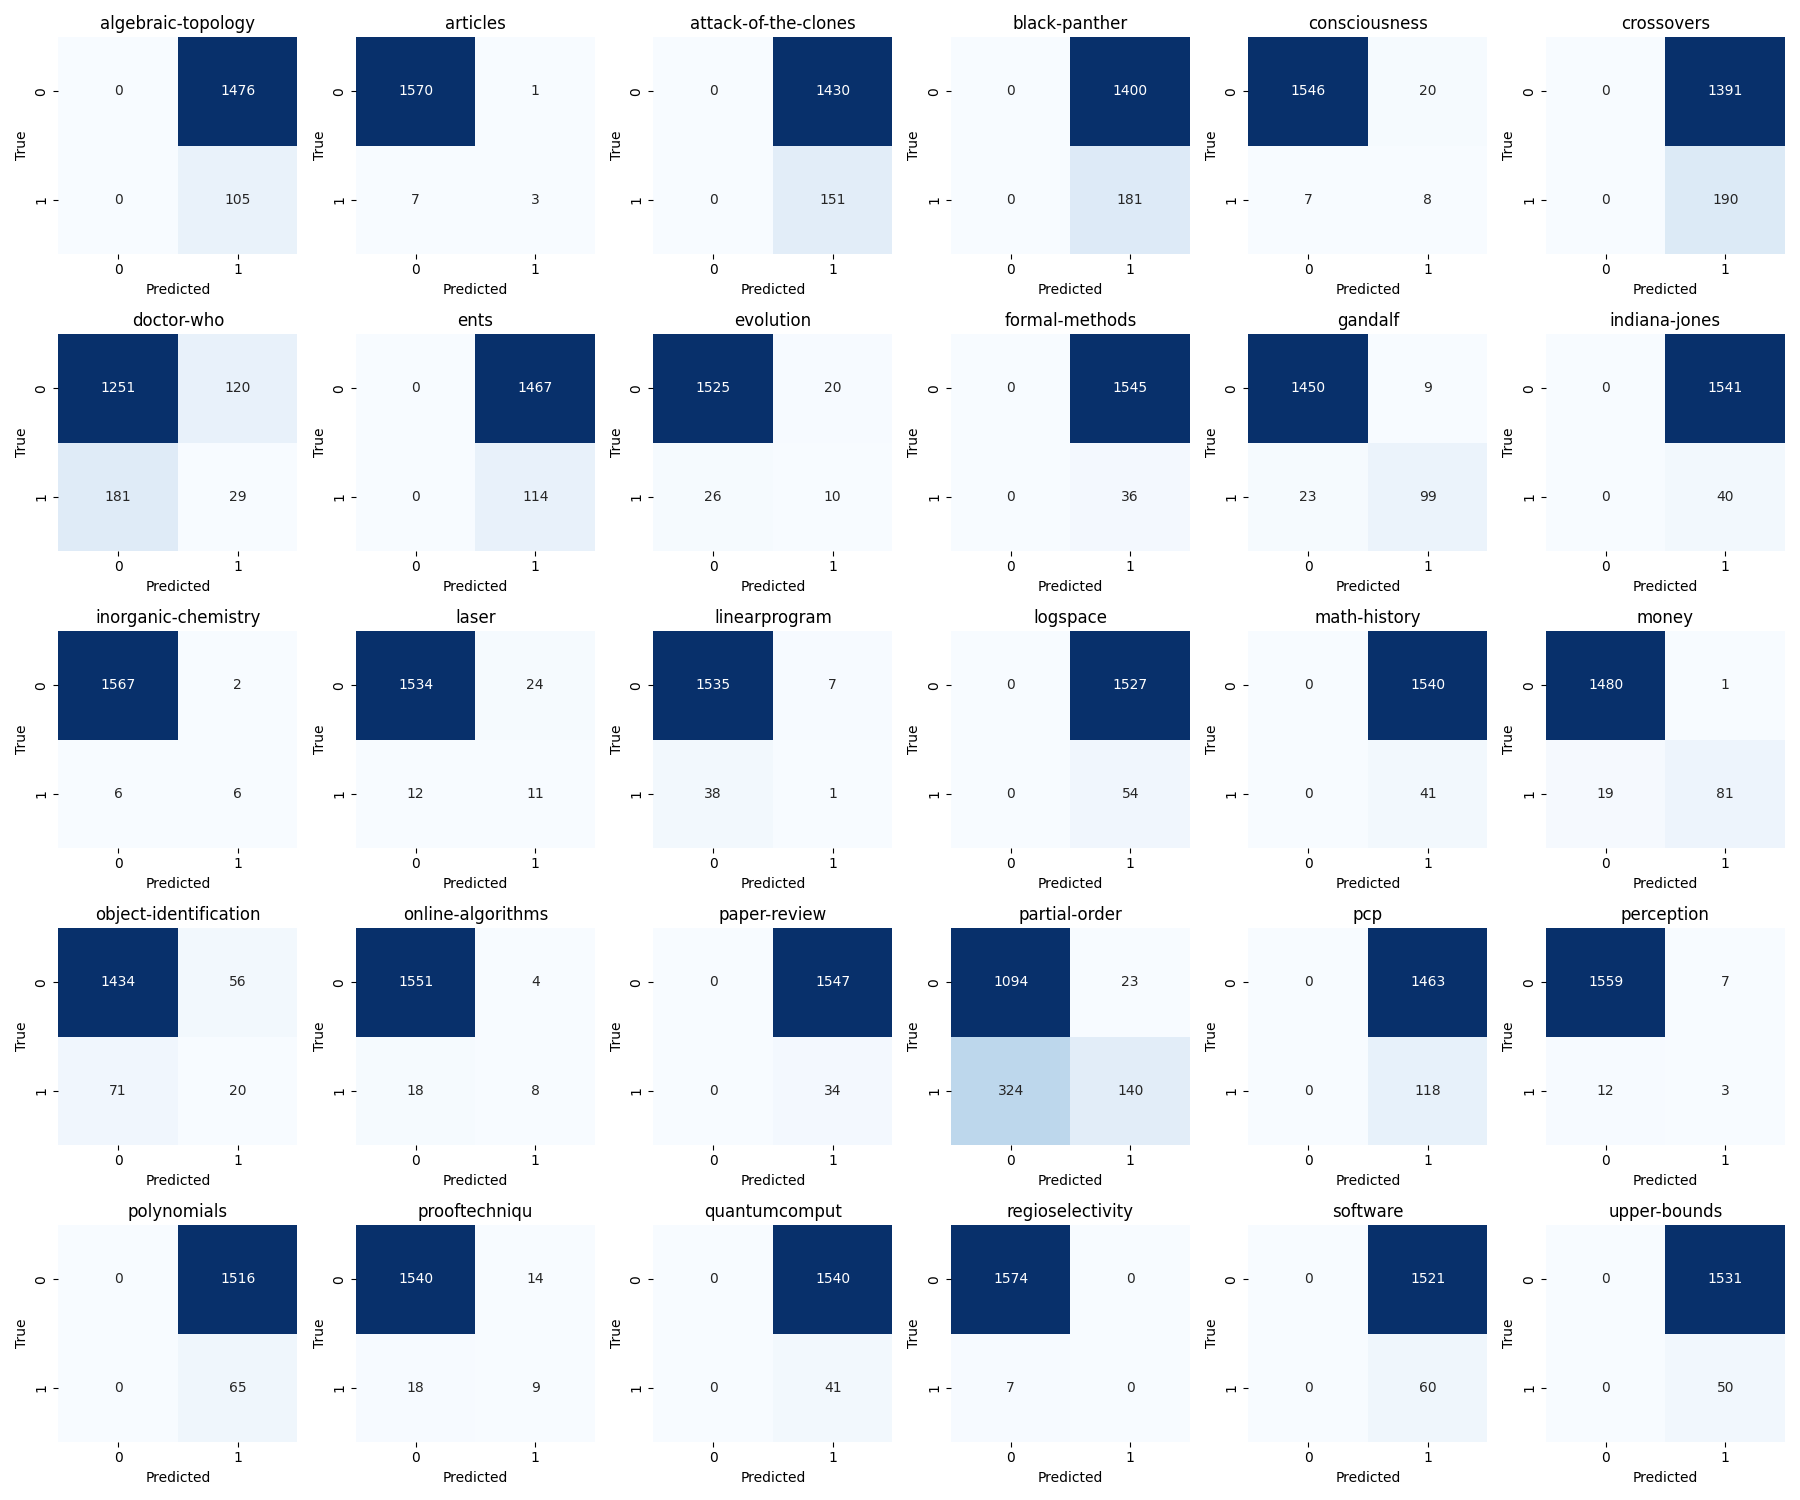 algebraic-topology articles attack-of-the-clones black-panther consciousness crossovers
0 0 1476 0 1570 1 0 0 1430 0 0 1400 0 1546 20 0 0 1391
True True True True True True
1 0 105 1 7 3 1 0 151 1 0 181 1 7 8 1 0 190
0 1 0 1 0 1 0 1 0 1 0 1
Predicted Predicted Predicted Predicted Predicted Predicted
doctor-who ents evolution formal-methods gandalf indiana-jones
0 1251 120 0 0 1467 0 1525 20 0 0 1545 0 1450 9 0 0 1541
True True True True True True
1 181 29 1 0 114 1 26 10 1 0 36 1 23 99 1 0 40
0 1 0 1 0 1 0 1 0 1 0 1
Predicted Predicted Predicted Predicted Predicted Predicted
inorganic-chemistry laser linearprogram logspace math-history money
0 1567 2 0 1534 24 0 1535 7 0 0 1527 0 0 1540 0 1480 1
True True True True True True
1 6 6 1 12 11 1 38 1 1 0 54 1 0 41 1 19 81
0 1 0 1 0 1 0 1 0 1 0 1
Predicted Predicted Predicted Predicted Predicted Predicted
object-identification online-algorithms paper-review partial-order pcp perception
0 1434 56 0 1551 4 0 0 1547 0 1094 23 0 0 1463 0 1559 7
True True True True True True
1 71 20 1 18 8 1 0 34 1 324 140 1 0 118 1 12 3
0 1 0 1 0 1 0 1 0 1 0 1
Predicted Predicted Predicted Predicted Predicted Predicted
polynomials prooftechniqu quantumcomput regioselectivity software upper-bounds
0 0 1516 0 1540 14 0 0 1540 0 1574 0 0 0 1521 0 0 1531
True True True True True True
1 0 65 1 18 9 1 0 41 1 7 0 1 0 60 1 0 50
0 1 0 1 0 1 0 1 0 1 0 1
Predicted Predicted Predicted Predicted Predicted Predicted